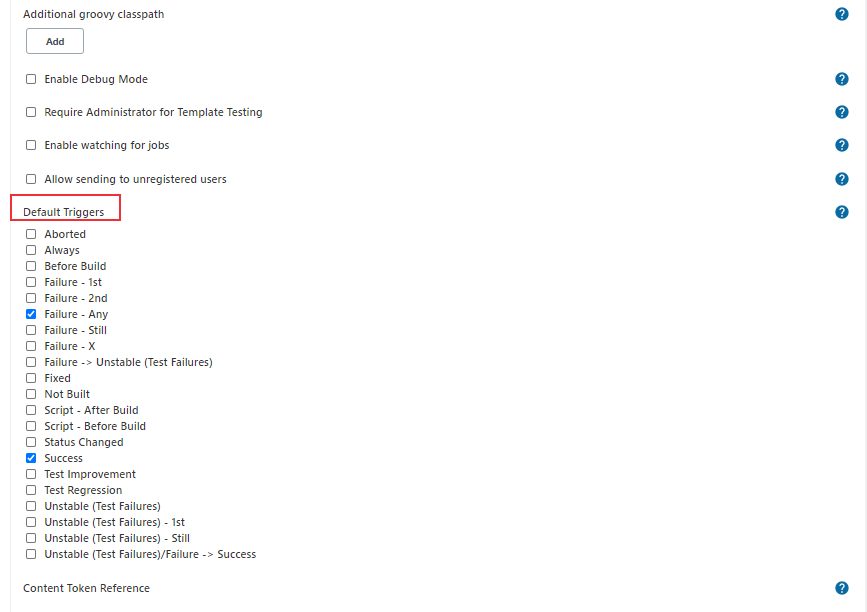 Additional groovy classpath
?
Add
Enable Debug Mode
?
Require Administrator for Template Testing
?
Enable watching for jobs
?
Allow sending to unregistered users
?
Default Triggers
?
Aborted
Always
Before Build
Failure - 1st
Failure - 2nd
Failure - Any
Failure - Still
Failure - X
Failure -> Unstable (Test Failures)
Fixed
Not Built
Script - After Build
Script - Before Build
Status Changed
Success
Test Improvement
Test Regression
Unstable (Test Failures)
Unstable (Test Failures) - 1st
Unstable (Test Failures) - Still
Unstable (Test Failures)/Failure -> Success
Content Token Reference
?